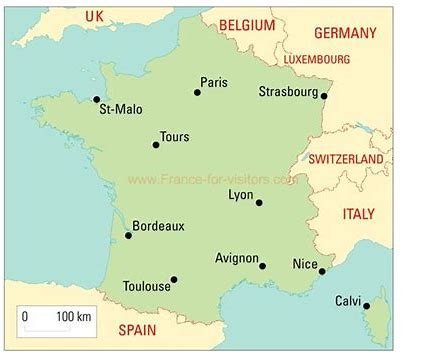 UK
BELGIUM
GERMANY
LUXEMBOURG
Paris
Strasbourg
St-Malo
Tours
SWITZERLAND
www.France-for-visitors.com
Lyon
ITALY
Bordeaux
Avignon
Nice
Toulouse
Calvi
0 100 km
SPAIN